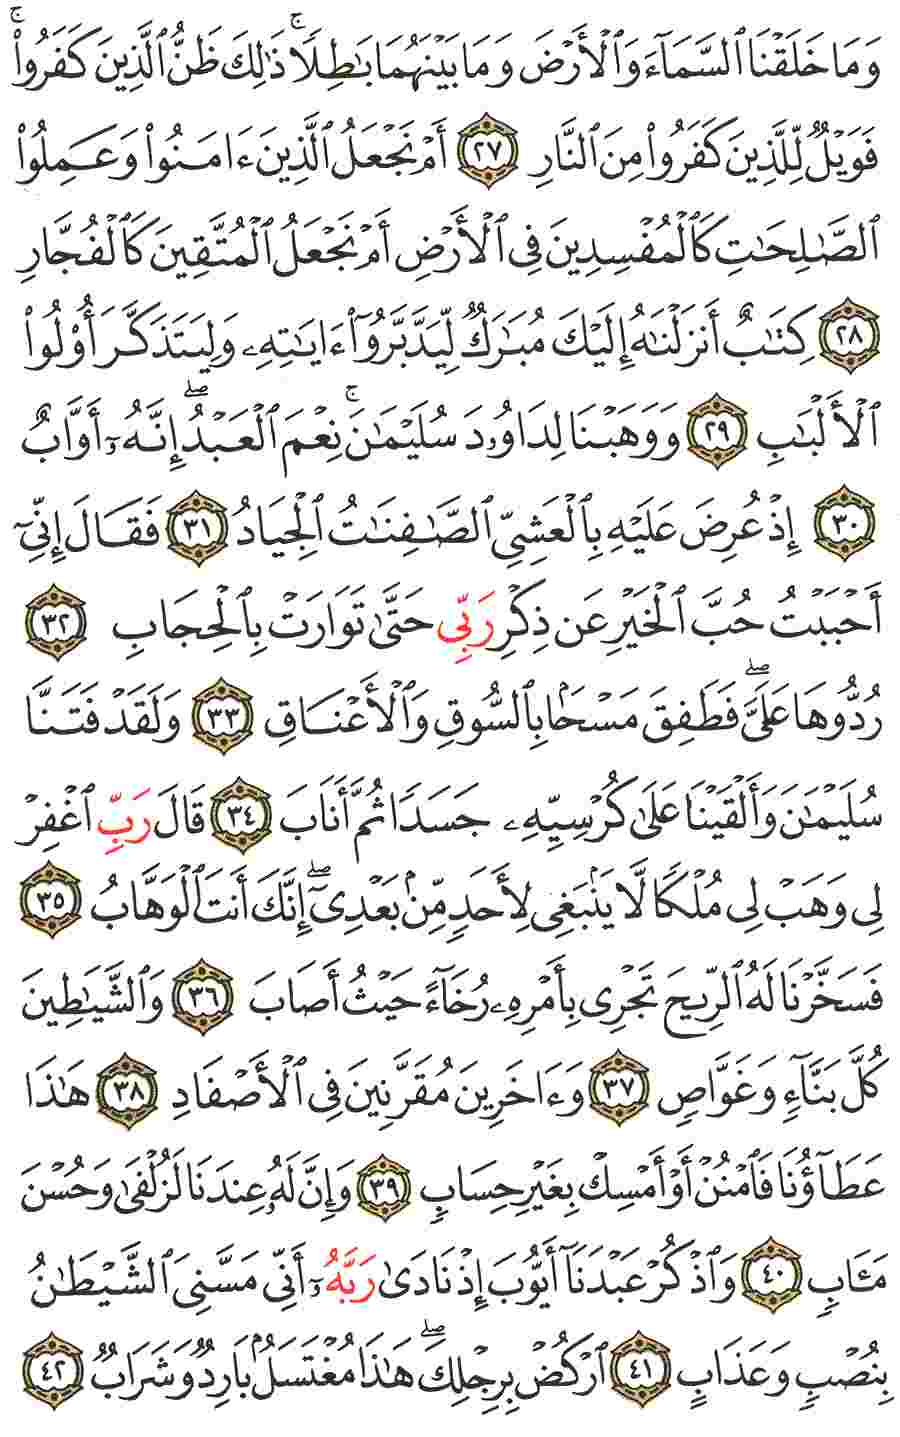 وَمَا خَلَقْنَا ٱلسَّمَآءَ وَٱلْأَرْضَ وَمَا بَيْنَهُمَا بَٰطِلًا ۚ ذَٰلِكَ ظَنُّ ٱلَّذِينَ كَفَرُوا۟ ۚ
فَوَيْلٌ لِّلَّذِينَ كَفَرُوا۟ مِنَ ٱلنَّارِ ٢٧ أَمْ نَجْعَلُ ٱلَّذِينَ ءَامَنُوا۟ وَعَمِلُوا۟
ٱلصَّٰلِحَٰتِ كَٱلْمُفْسِدِينَ فِى ٱلْأَرْضِ أَمْ نَجْعَلُ ٱلْمُتَّقِينَ كَٱلْفُجَّارِ
٢٨ كِتَٰبٌ أَنزَلْنَٰهُ إِلَيْكَ مُبَٰرَكٌ لِّيَدَّبَّرُوٓا۟ ءَايَٰتِهِۦ وَلِيَتَذَكَّرَ أُو۟لُوا۟
ٱلْأَلْبَٰبِ ٢٩ وَوَهَبْنَا لِدَاوُۥدَ سُلَيْمَٰنَ ۚ نِعْمَ ٱلْعَبْدُ ۖ إِنَّهُۥٓ أَوَّابٌ
٣٠ إِذْ عُرِضَ عَلَيْهِ بِٱلْعَشِىِّ ٱلصَّٰفِنَٰتُ ٱلْجِيَادُ ٣١ فَقَالَ إِنِّىٓ
أَحْبَبْتُ حُبَّ ٱلْخَيْرِ عَن ذِكْرِ رَبِّى حَتَّىٰ تَوَارَتْ بِٱلْحِجَابِ ٣٢
رُدُّوهَا عَلَىَّ ۖ فَطَفِقَ مَسْحًۢا بِٱلسُّوقِ وَٱلْأَعْنَاقِ ٣٣ وَلَقَدْ فَتَنَّا
سُلَيْمَٰنَ وَأَلْقَيْنَا عَلَىٰ كُرْسِيِّهِۦ جَسَدًا ثُمَّ أَنَابَ ٣٤ قَالَ رَبِّ ٱغْفِرْ
لِى وَهَبْ لِى مُلْكًا لَّا يَنۢبَغِى لِأَحَدٍ مِّنۢ بَعْدِىٓ ۖ إِنَّكَ أَنتَ ٱلْوَهَّابُ ٣٥
فَسَخَّرْنَا لَهُ ٱلرِّيحَ تَجْرِى بِأَمْرِهِۦ رُخَآءً حَيْثُ أَصَابَ ٣٦ وَٱلشَّيَٰطِينَ
كُلَّ بَنَّآءٍ وَغَوَّاصٍ ٣٧ وَءَاخَرِينَ مُقَرَّنِينَ فِى ٱلْأَصْفَادِ ٣٨ هَٰذَا
عَطَآؤُنَا فَٱمْنُنْ أَوْ أَمْسِكْ بِغَيْرِ حِسَابٍ ٣٩ وَإِنَّ لَهُۥ عِندَنَا لَزُلْفَىٰ وَحُسْنَ
مَـَٔابٍ ٤٠ وَٱذْكُرْ عَبْدَنَآ أَيُّوبَ إِذْ نَادَىٰ رَبَّهُۥٓ أَنِّى مَسَّنِىَ ٱلشَّيْطَٰنُ
بِنُصْبٍ وَعَذَابٍ ٤١ ٱرْكُضْ بِرِجْلِكَ ۖ هَٰذَا مُغْتَسَلٌۢ بَارِدٌ وَشَرَابٌ ٤٢